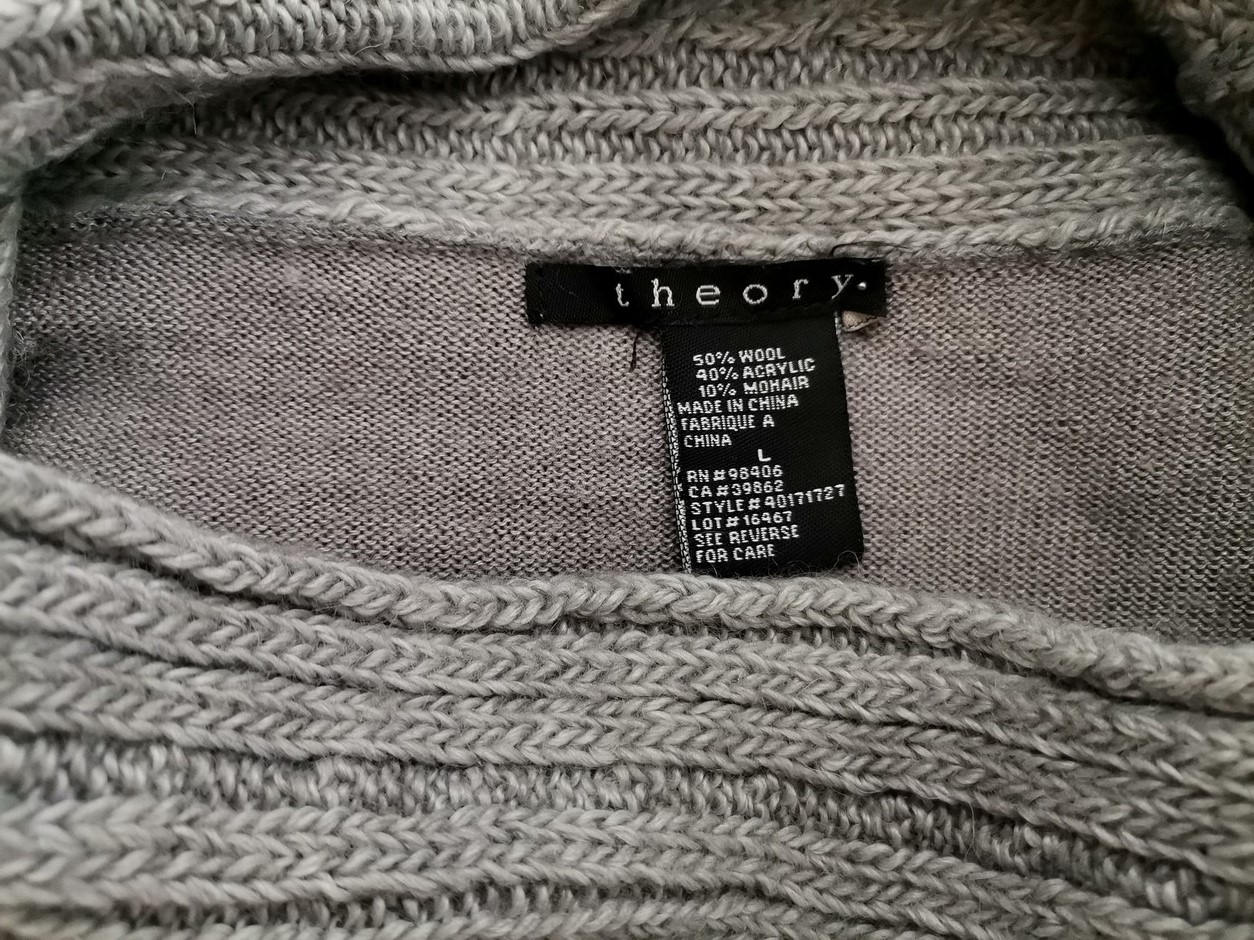 theory.
50% WOOL
40% ACRYLIC
10% MOHAIR
MADE IN CHINA
FABRIQUE A
CHINA
L
RN#98406
CA#39862
STYLE#40171727
LOT#16467
SEE REVERSE
FOR CARE